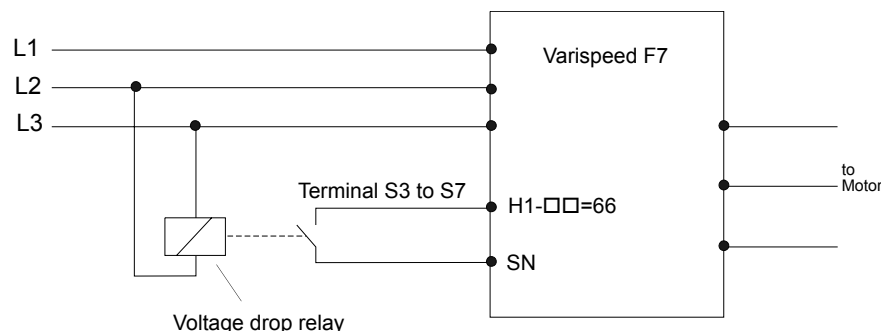 L1
Varispeed F7
L2
L3
to
Motor
Terminal S3 to S7
H1-□□=66
SN
Voltage drop relay